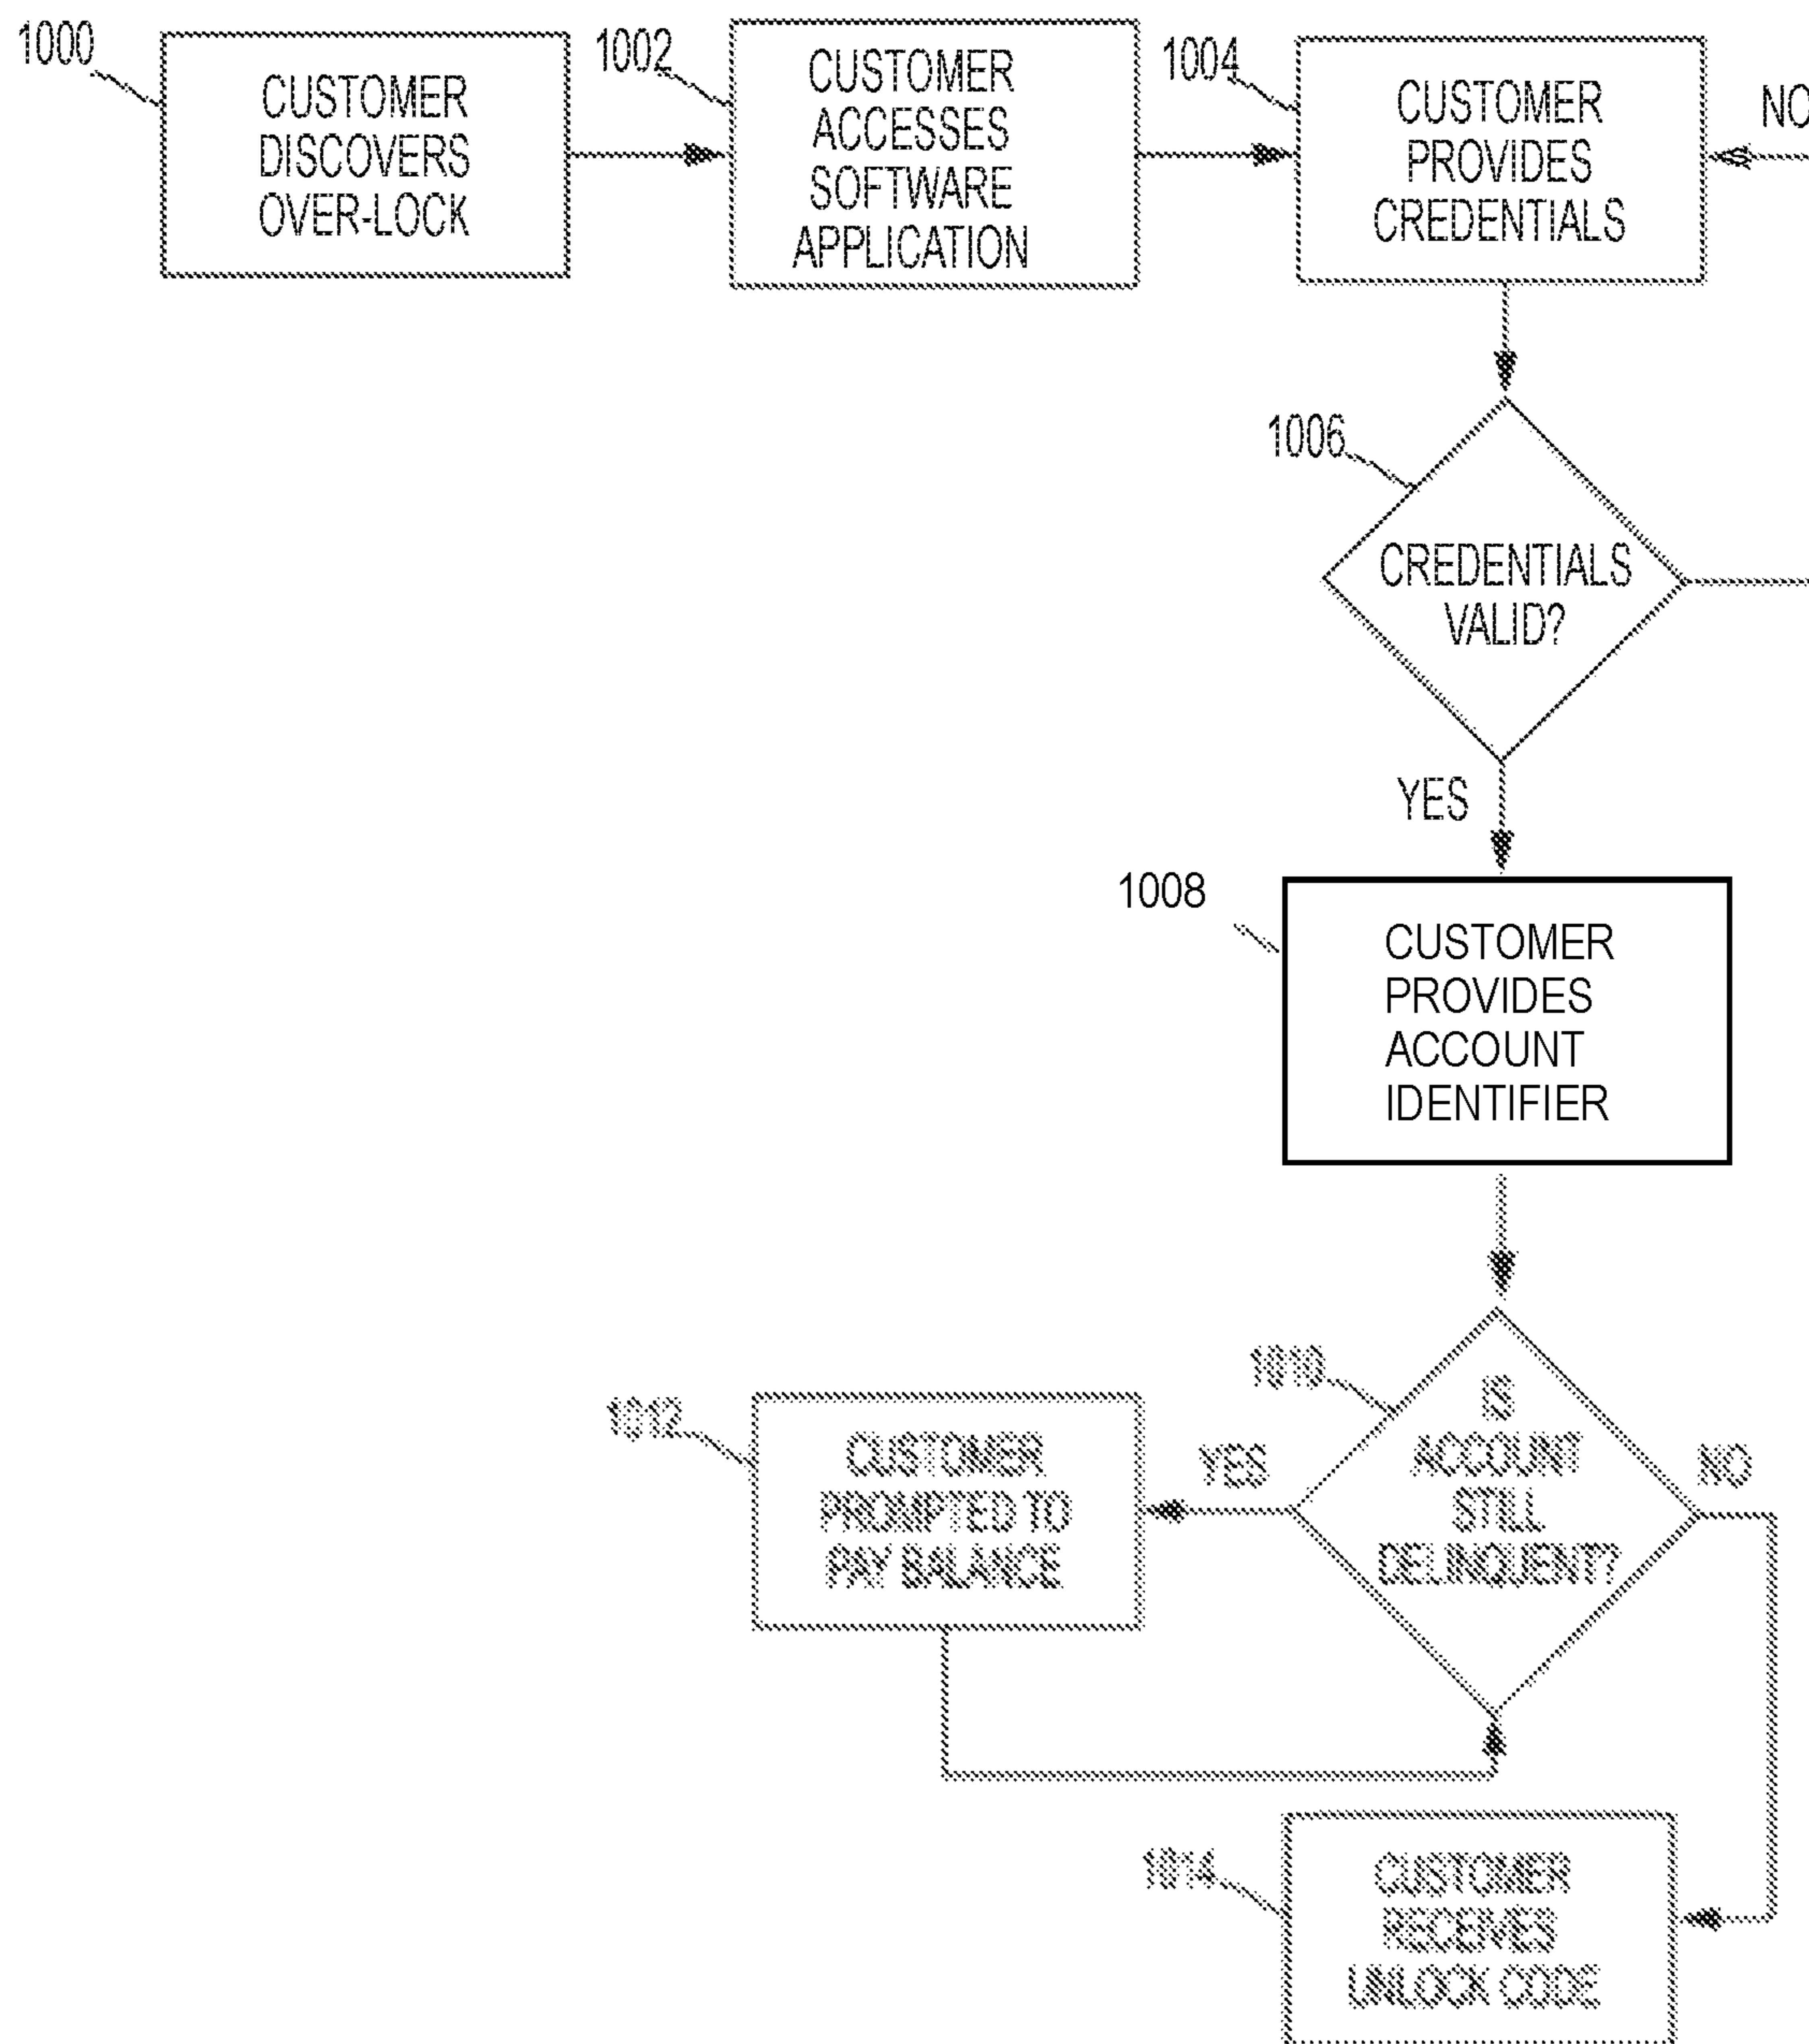 1000
CUSTOMER
DISCOVERS
OVER-LOCK
1002
CUSTOMER
ACCESSES
SOFTWARE
APPLICATION
1004
CUSTOMER
PROVIDES
CREDENTIALS
NO
1006
CREDENTIALS
VALID?
YES
1008
CUSTOMER
PROVIDES
ACCOUNT
IDENTIFIER
1010
IS
ACCOUNT
STILL
DELINQUENT?
YES
NO
1012
CUSTOMER
PROMPTED TO
PAY BALANCE
1014
CUSTOMER
RECEIVES
UNLOCK CODE